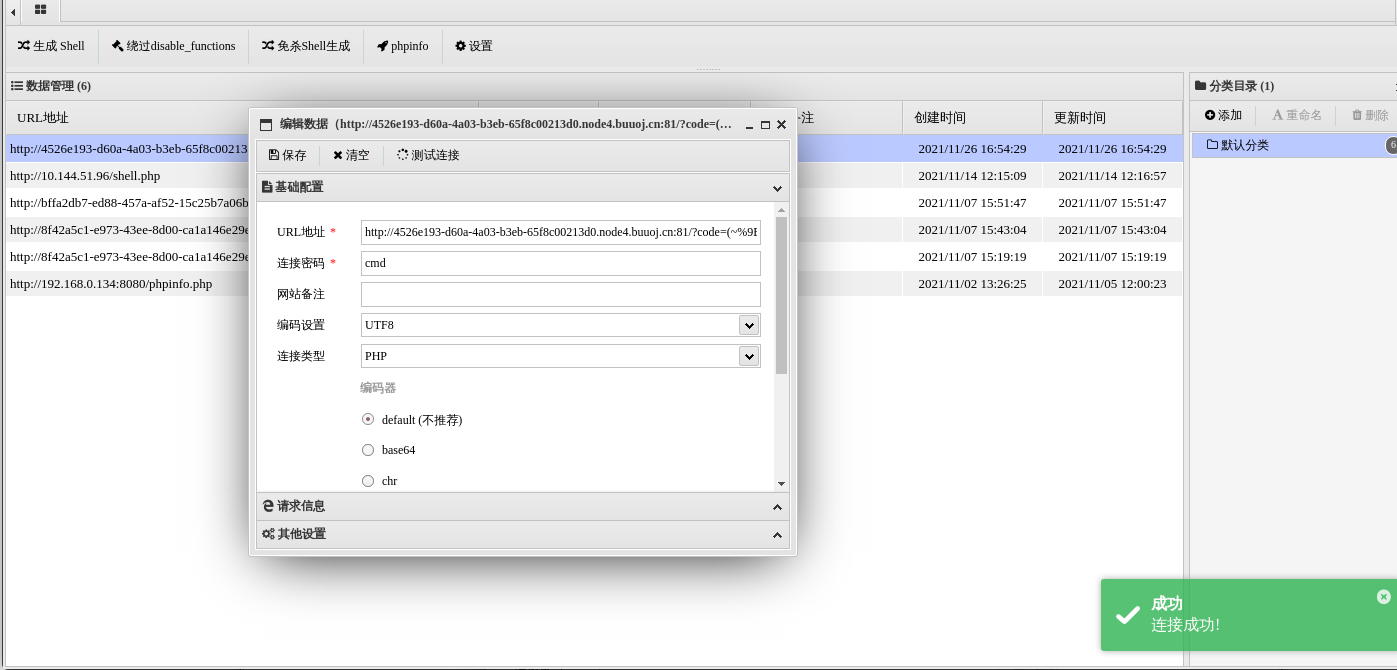 生成 Shell 绕过disable_functions 免杀Shell生成 phpinfo 设置
数据管理 (6)
分类目录 (1)
URL地址 注 创建时间 更新时间
添加 重命名 删除
默认分类 6
http://4526e193-d60a-4a03-b3eb-65f8c00213 2021/11/26 16:54:29 2021/11/26 16:54:29
http://10.144.51.96/shell.php 2021/11/14 12:15:09 2021/11/14 12:16:57
http://bffa2db7-ed88-457a-af52-15c25b7a06b 2021/11/07 15:51:47 2021/11/07 15:51:47
http://8f42a5c1-e973-43ee-8d00-ca1a146e29e 2021/11/07 15:43:04 2021/11/07 15:43:04
http://8f42a5c1-e973-43ee-8d00-ca1a146e29e 2021/11/07 15:19:19 2021/11/07 15:19:19
http://192.168.0.134:8080/phpinfo.php 2021/11/02 13:26:25 2021/11/05 12:00:23
编辑数据（http://4526e193-d60a-4a03-b3eb-65f8c00213d0.node4.buuoj.cn:81/?code=(...
保存 清空 测试连接
基础配置
URL地址 * http://4526e193-d60a-4a03-b3eb-65f8c00213d0.node4.buuoj.cn:81/?code=(~%9
连接密码 * cmd
网站备注
编码设置 UTF8
连接类型 PHP
编码器
default (不推荐)
base64
chr
请求信息
其他设置
成功
连接成功!